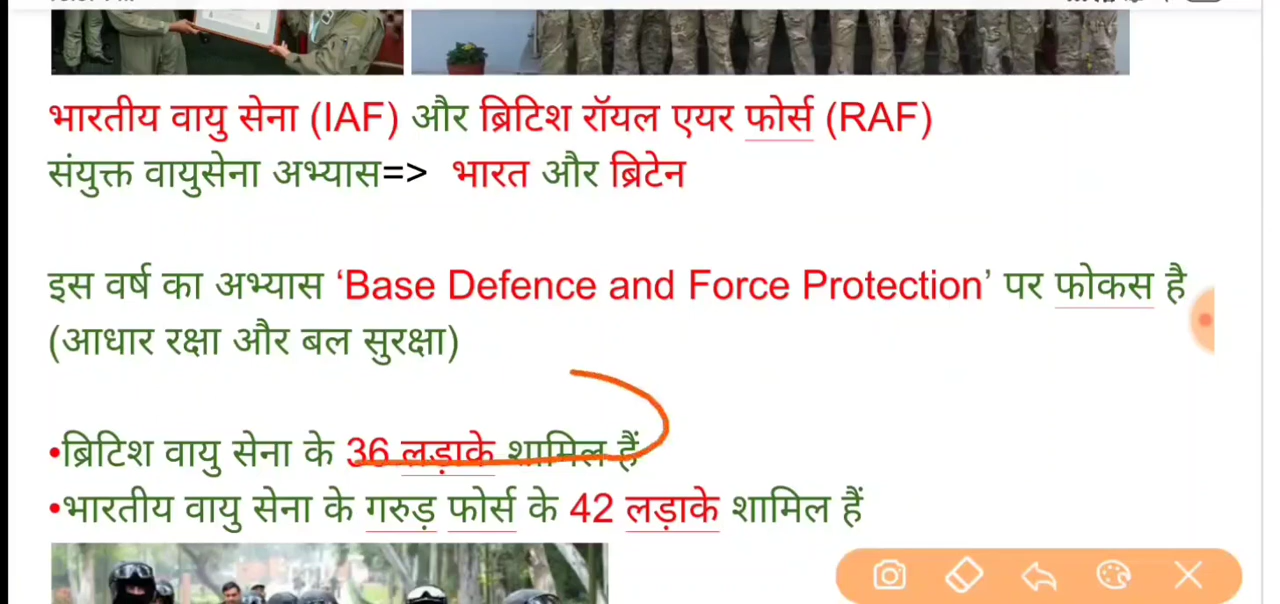 भारतीय वायु सेना (IAF) और ब्रिटिश रॉयल एयर फोर्स (RAF)
संयुक्त वायुसेना अभ्यास=> भारत और ब्रिटेन
इस वर्ष का अभ्यास ‘Base Defence and Force Protection’ पर फोकस है
(आधार रक्षा और बल सुरक्षा)
•ब्रिटिश वायु सेना के 36 लड़ाके शामिल हैं
•भारतीय वायु सेना के गरुड़ फोर्स के 42 लड़ाके शामिल हैं